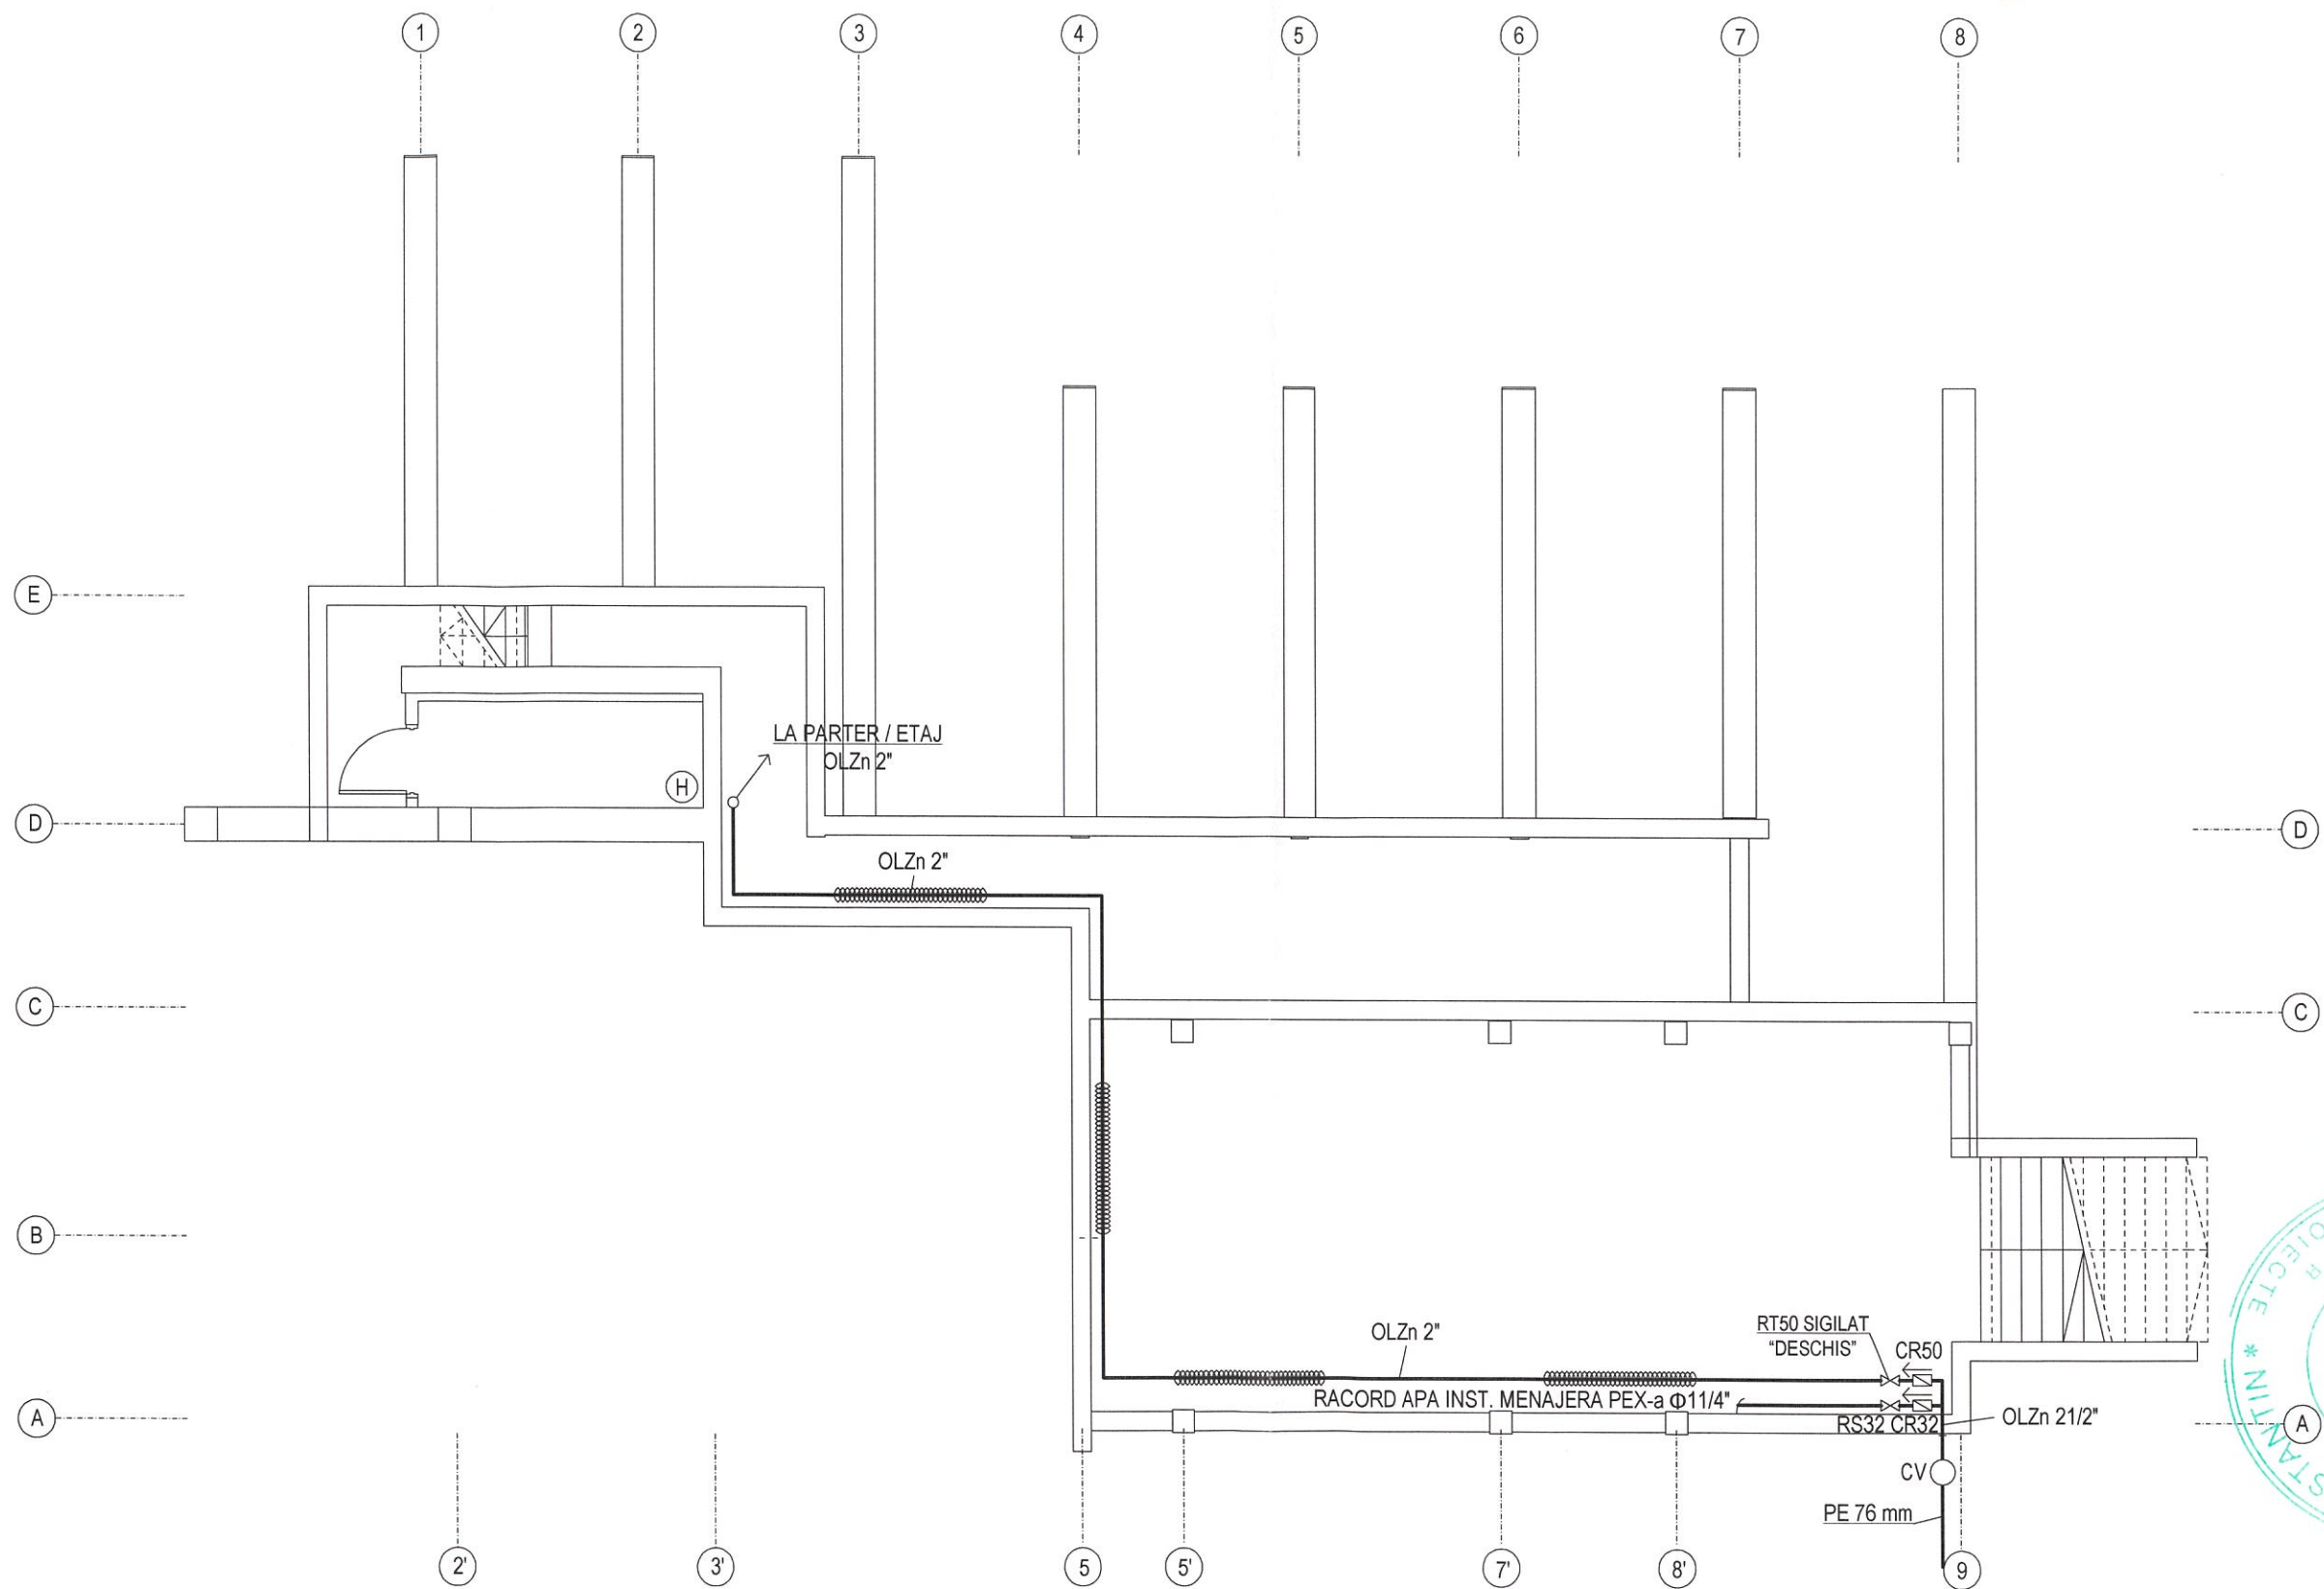 1 2 3 4 5 6 7 8
E
LA PARTER / ETAJ
OLZn 2"
H
D D
OLZn 2"
C C
B
OLZn 2"
RT50 SIGILAT
"DESCHIS"
CR50
RACORD APA INST. MENAJERA PEX-a Φ11/4"
A A
RS32 CR32
OLZn 21/2"
CV
PE 76 mm
2' 3' 5 5' 7' 8' 9